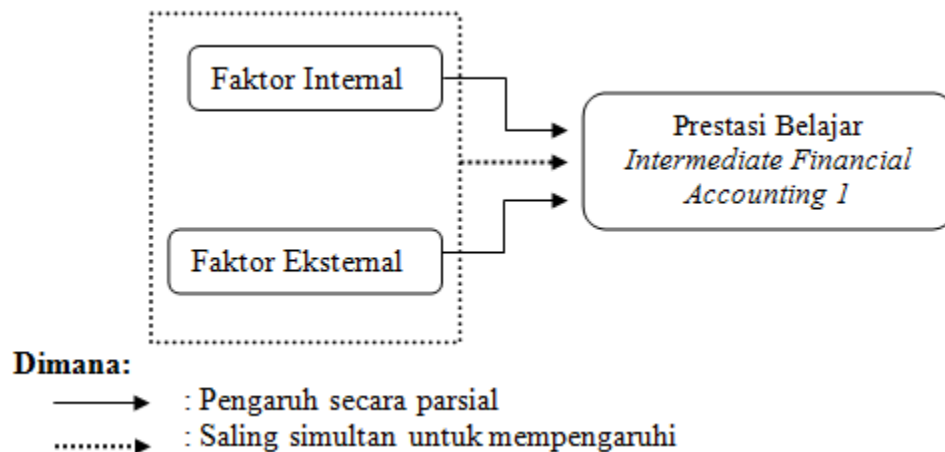 Faktor Internal
Prestasi Belajar
Intermediate Financial
Accounting 1
Faktor Eksternal
Dimana:
: Pengaruh secara parsial
: Saling simultan untuk mempengaruhi